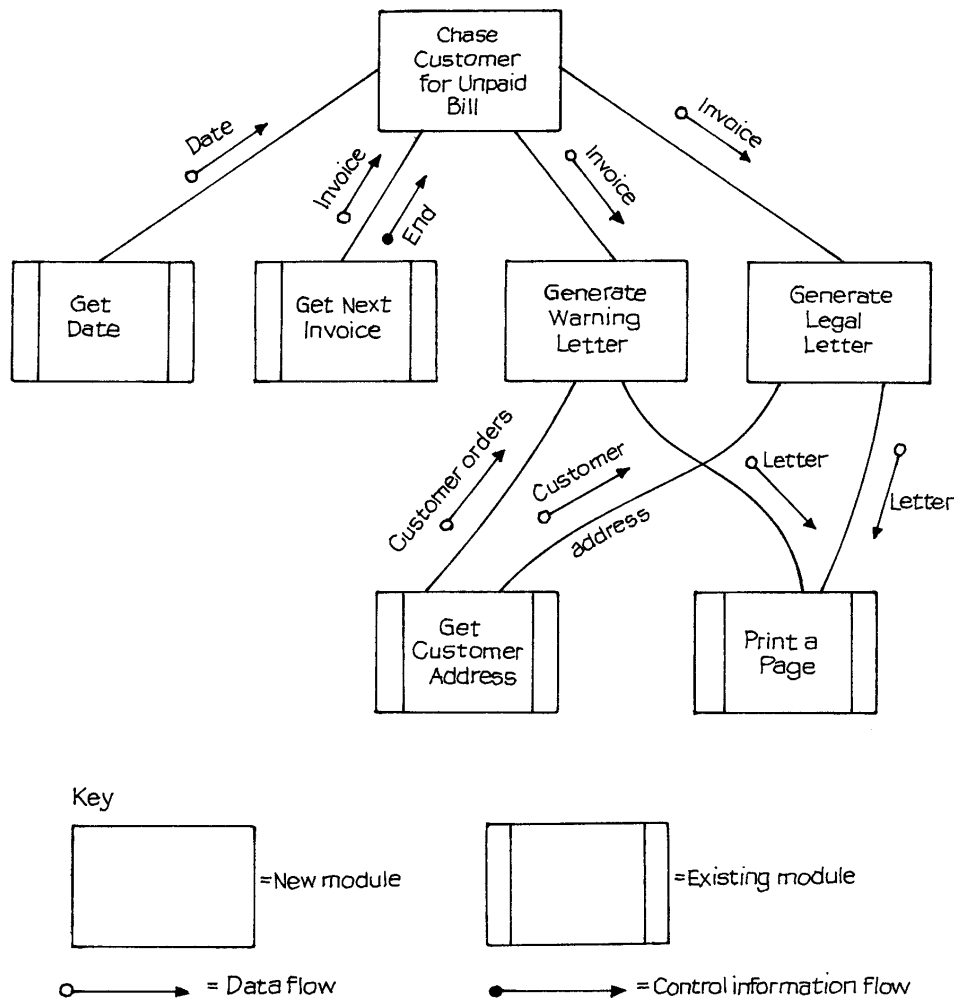 Chase
Customer
for Unpaid
Bill
Date
Invoice
End
Invoice
Invoice
Get
Date
Get Next
Invoice
Generate
Warning
Letter
Generate
Legal
Letter
Customer orders
Customer
address
Letter
Letter
Get
Customer
Address
Print a
Page
Key
=New module
=Existing module
= Data flow
= Control information flow